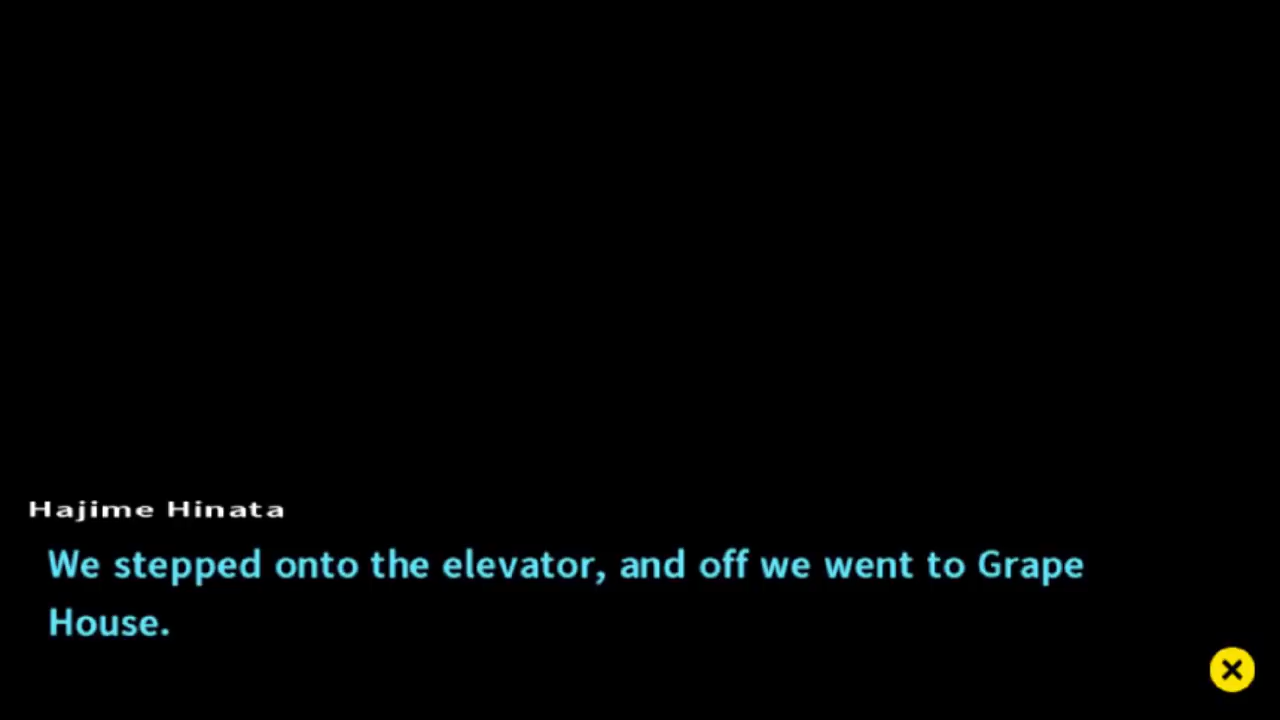 Hajime Hinata
We stepped onto the elevator, and off we went to Grape
House.